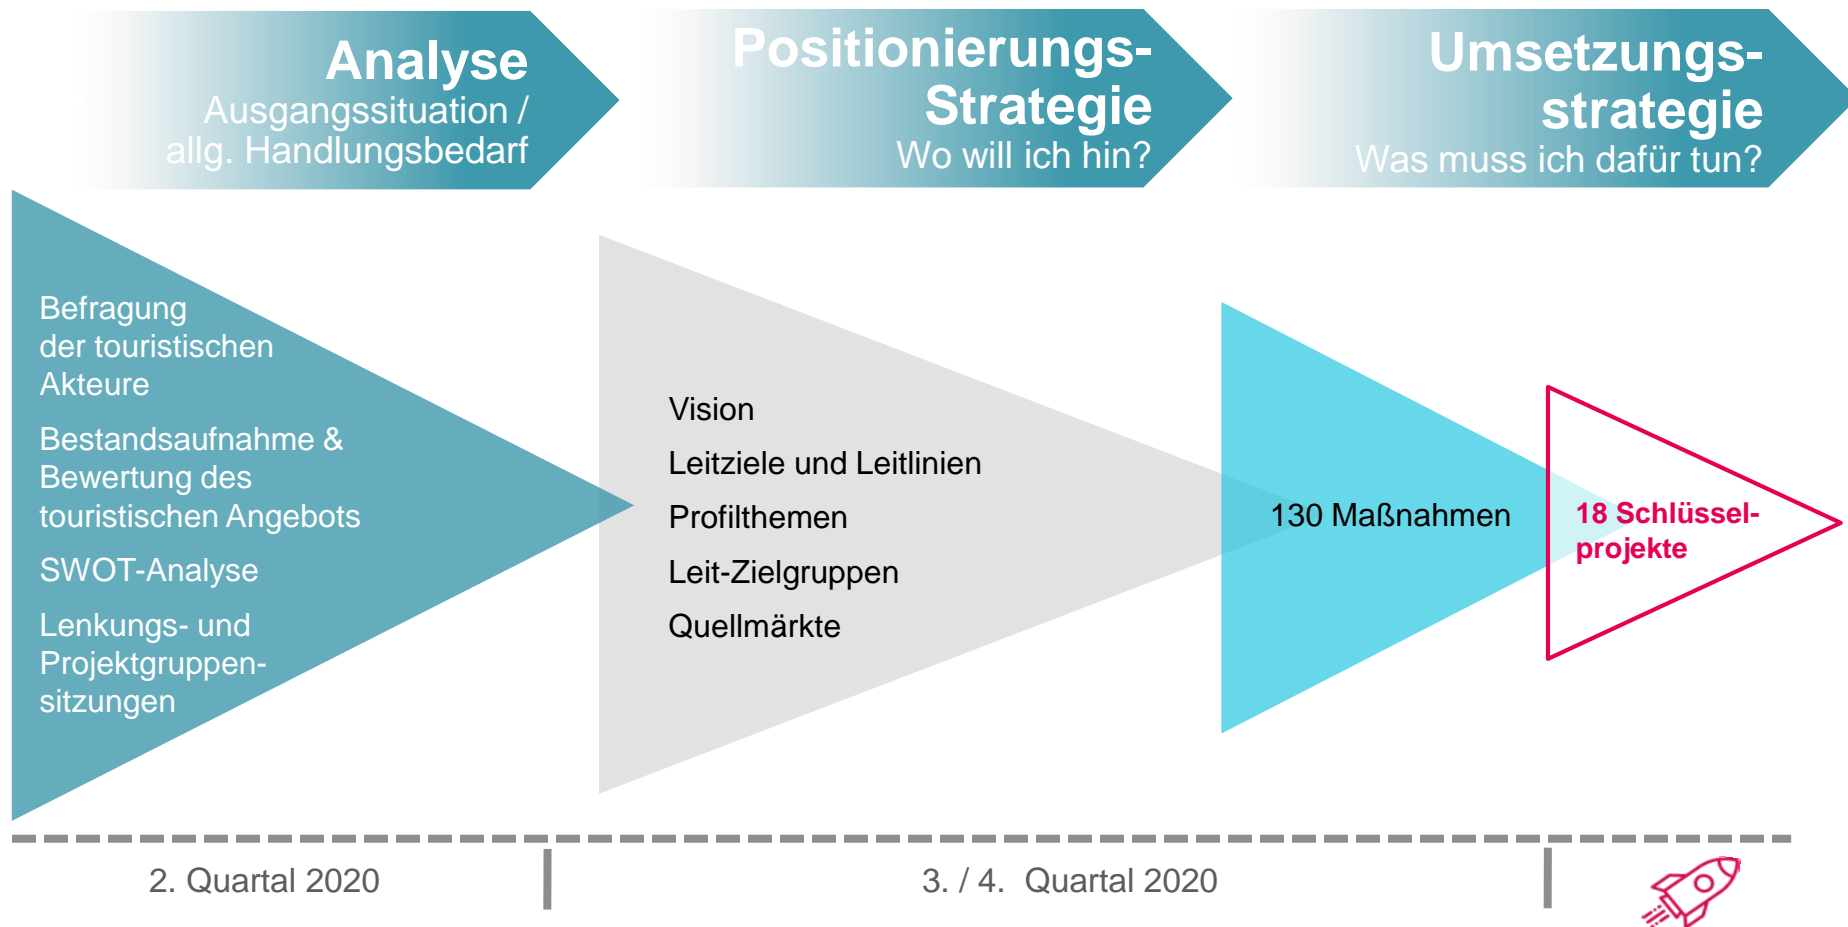 Analyse
Ausgangssituation /
allg. Handlungsbedarf
Positionierungs-
Strategie
Wo will ich hin?
Umsetzungs-
strategie
Was muss ich dafür tun?
Befragung
der touristischen
Akteure
Bestandsaufnahme &
Bewertung des
touristischen Angebots
SWOT-Analyse
Lenkungs- und
Projektgruppen-
sitzungen
Vision
Leitziele und Leitlinien
Profilthemen
Leit-Zielgruppen
Quellmärkte
130 Maßnahmen
18 Schlüssel-
projekte
2. Quartal 2020
3. / 4. Quartal 2020